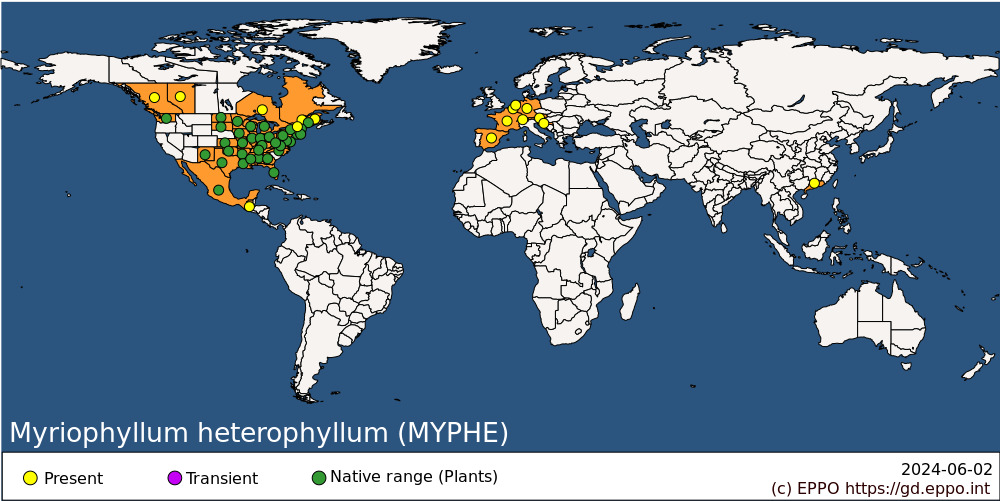 Myriophyllum heterophyllum (MYPHE)
Present
Transient
Native range (Plants)
2024-06-02
(c) EPPO https://gd.eppo.int